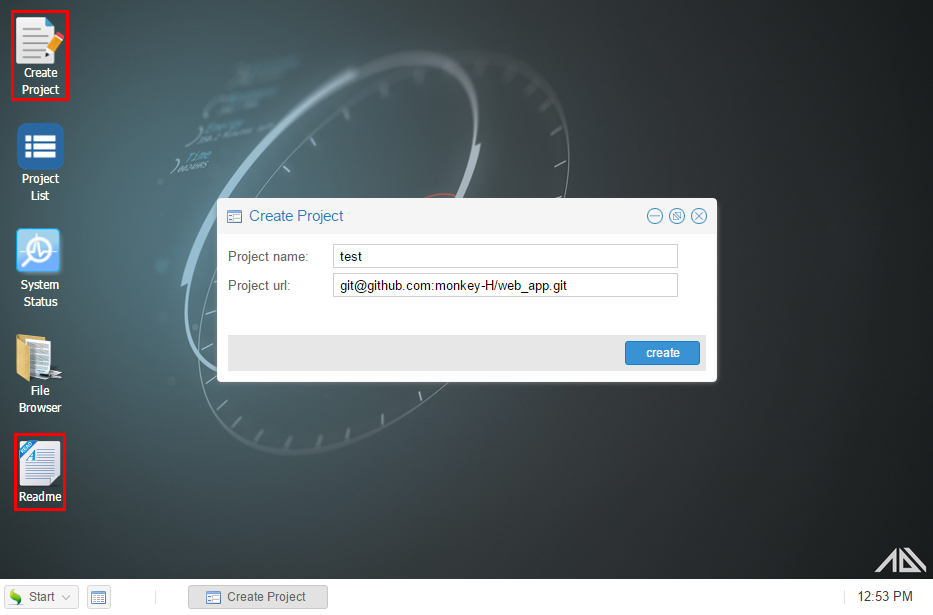 Create
Project
Project
List
System
Status
File
Browser
Readme
Time
Create Project
Project name:
test
Project url:
git@github.com:monkey-H/web_app.git
create
Start
Create Project
12:53 PM